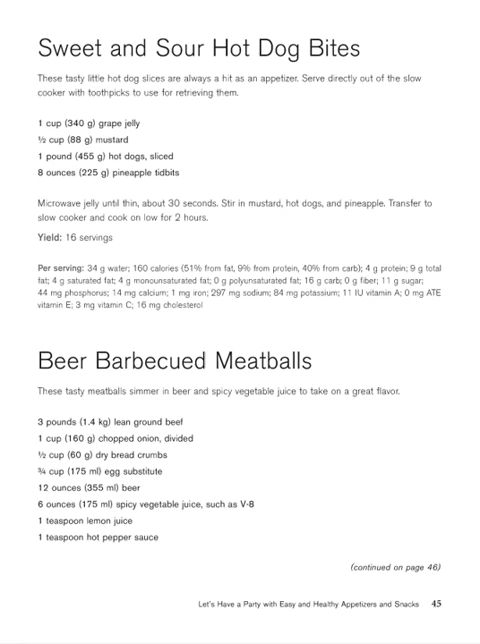 Sweet and Sour Hot Dog Bites
These tasty little hot dog slices are always a hit as an appetizer. Serve directly out of the slow
cooker with toothpicks to use for retrieving them.
1 cup (340 g) grape jelly
½ cup (88 g) mustard
1 pound (455 g) hot dogs, sliced
8 ounces (225 g) pineapple tidbits
Microwave jelly until thin, about 30 seconds. Stir in mustard, hot dogs, and pineapple. Transfer to
slow cooker and cook on low for 2 hours.
Yield: 16 servings
Per serving: 34 g water; 160 calories (51% from fat, 9% from protein, 40% from carb); 4 g protein; 9 g total
fat; 4 g saturated fat; 4 g monounsaturated fat; 0 g polyunsaturated fat; 16 g carb; 0 g fiber; 11 g sugar;
44 mg phosphorus; 14 mg calcium; 1 mg iron; 297 mg sodium; 84 mg potassium; 11 IU vitamin A; 0 mg ATE
vitamin E; 3 mg vitamin C; 16 mg cholesterol
Beer Barbecued Meatballs
These tasty meatballs simmer in beer and spicy vegetable juice to take on a great flavor.
3 pounds (1.4 kg) lean ground beef
1 cup (160 g) chopped onion, divided
½ cup (60 g) dry bread crumbs
¾ cup (175 ml) egg substitute
12 ounces (355 ml) beer
6 ounces (175 ml) spicy vegetable juice, such as V-8
1 teaspoon lemon juice
1 teaspoon hot pepper sauce
(continued on page 46)
Let's Have a Party with Easy and Healthy Appetizers and Snacks 45